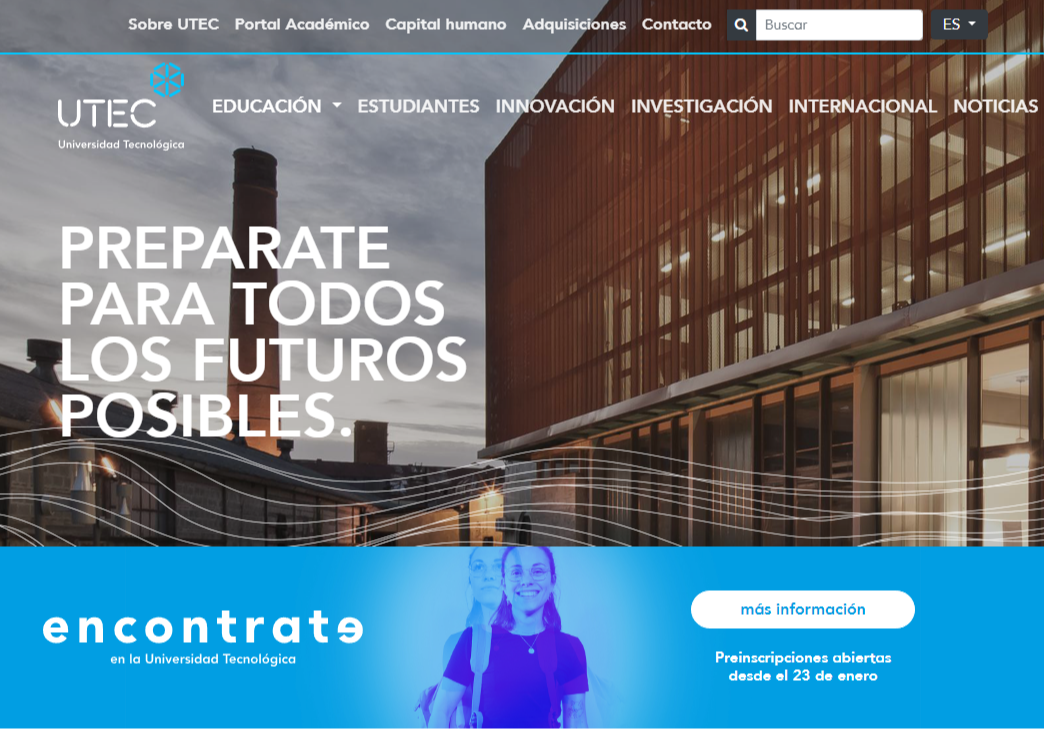 Sobre UTEC Portal Académico Capital humano Adquisiciones Contacto Buscar ES
UTEC
Universidad Tecnológica
EDUCACIÓN ESTUDIANTES INNOVACIÓN INVESTIGACIÓN INTERNACIONAL NOTICIAS
PREPARATE
PARA TODOS
LOS FUTUROS
POSIBLES.
encontrate
en la Universidad Tecnológica
más información
Preinscripciones abiertas
desde el 23 de enero